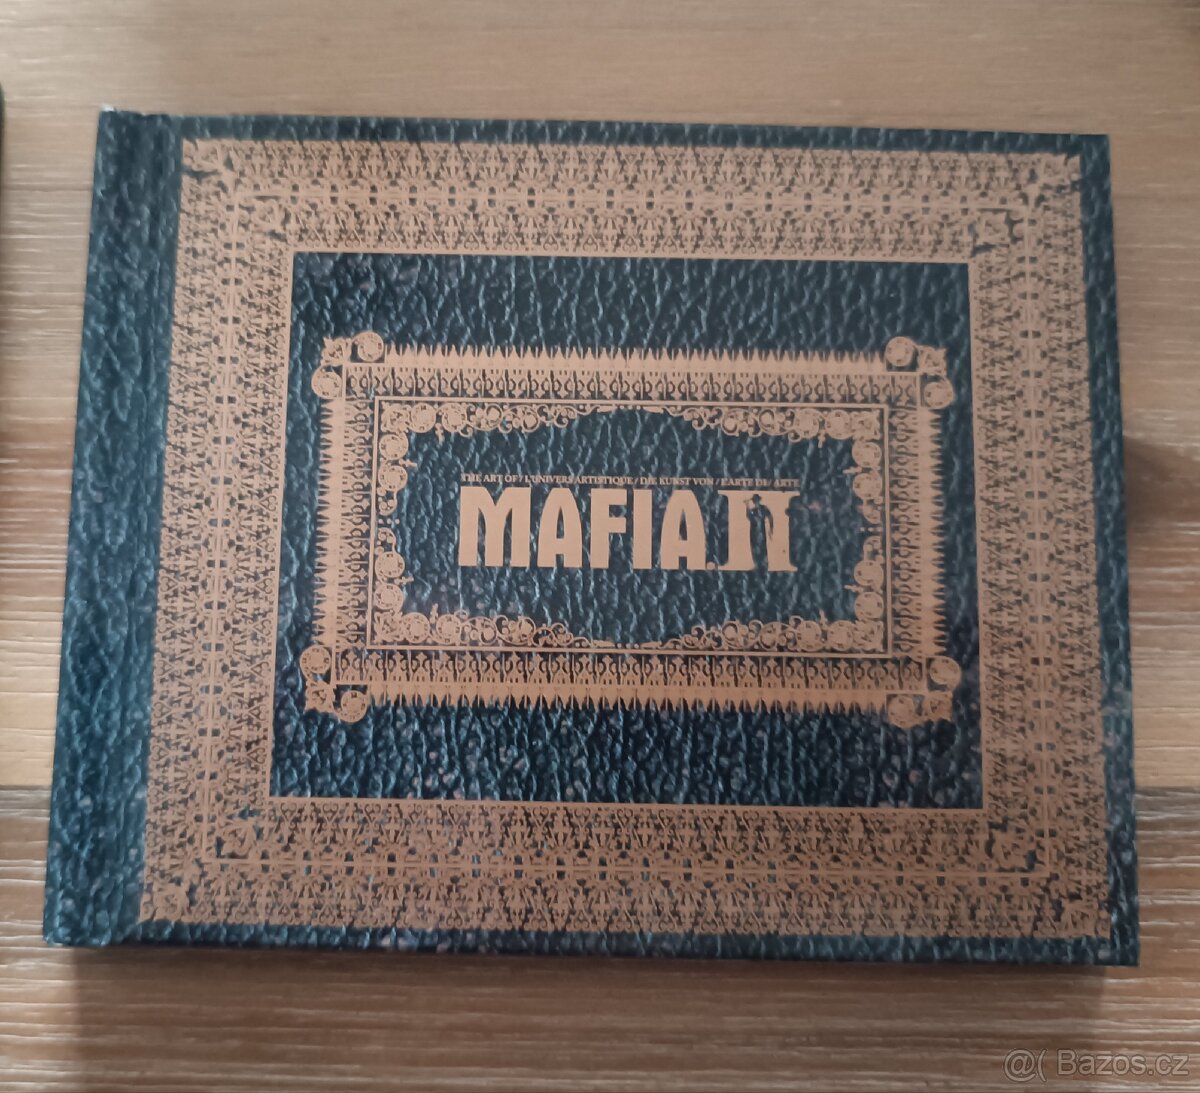 THE ART OF / L'UNIVERS ARTISTIQUE / DIE KUNST VON / L'ARTE DI / ARTE
MAFIA II
@( Bazos.cz